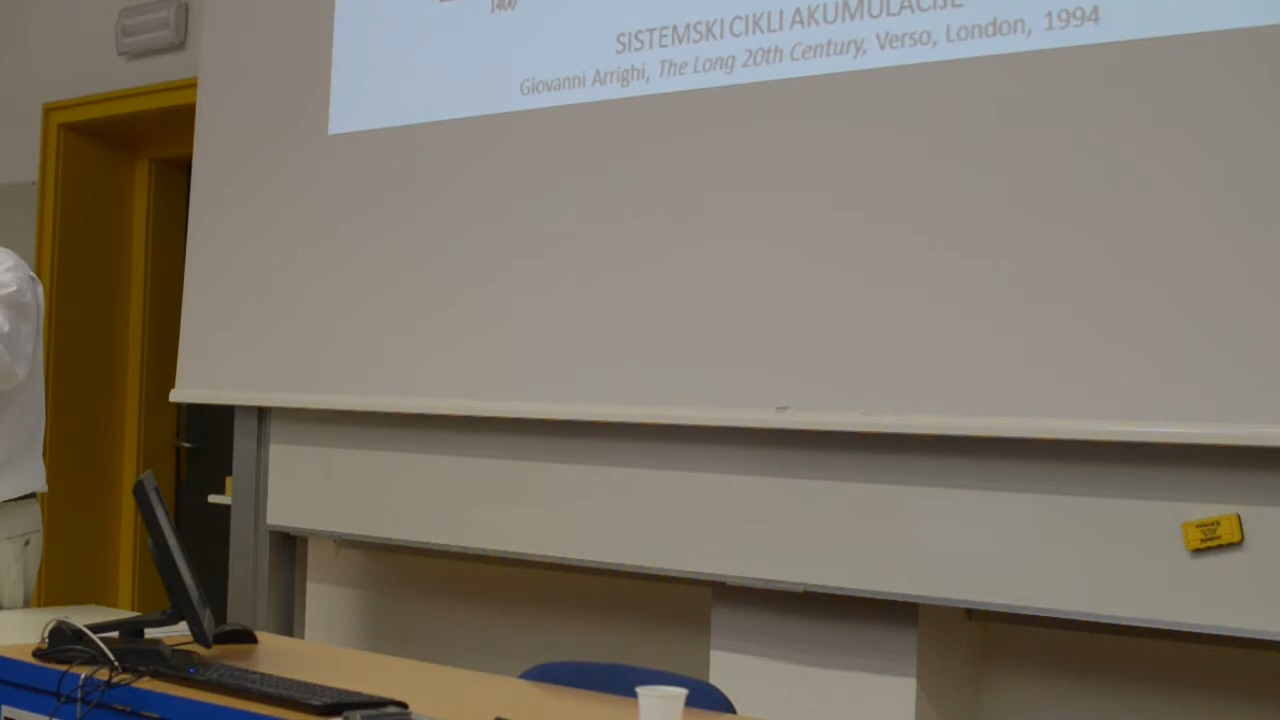 1400
SISTEMSKI CIKLI AKUMULACIJE
Giovanni Arrighi, The Long 20th Century, Verso, London, 1994